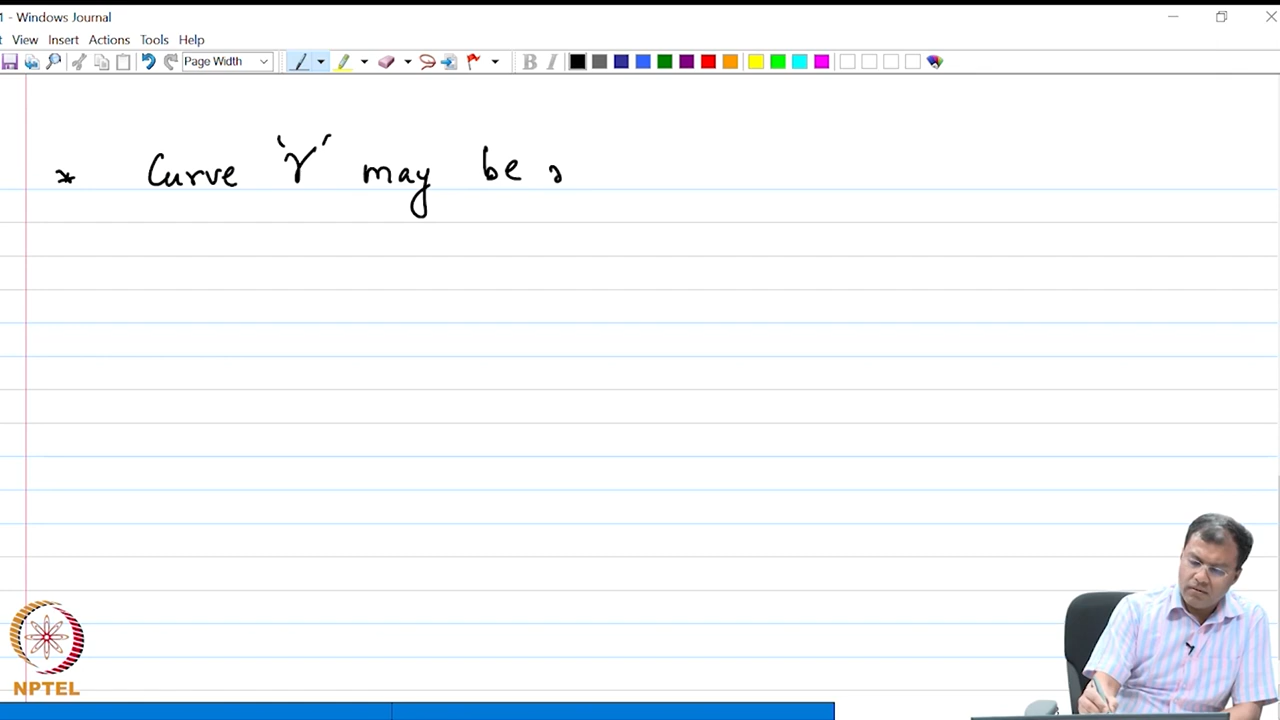 1 - Windows Journal
t View Insert Actions Tools Help
Page Width
B I
* Curve 'γ' may be
NPTEL